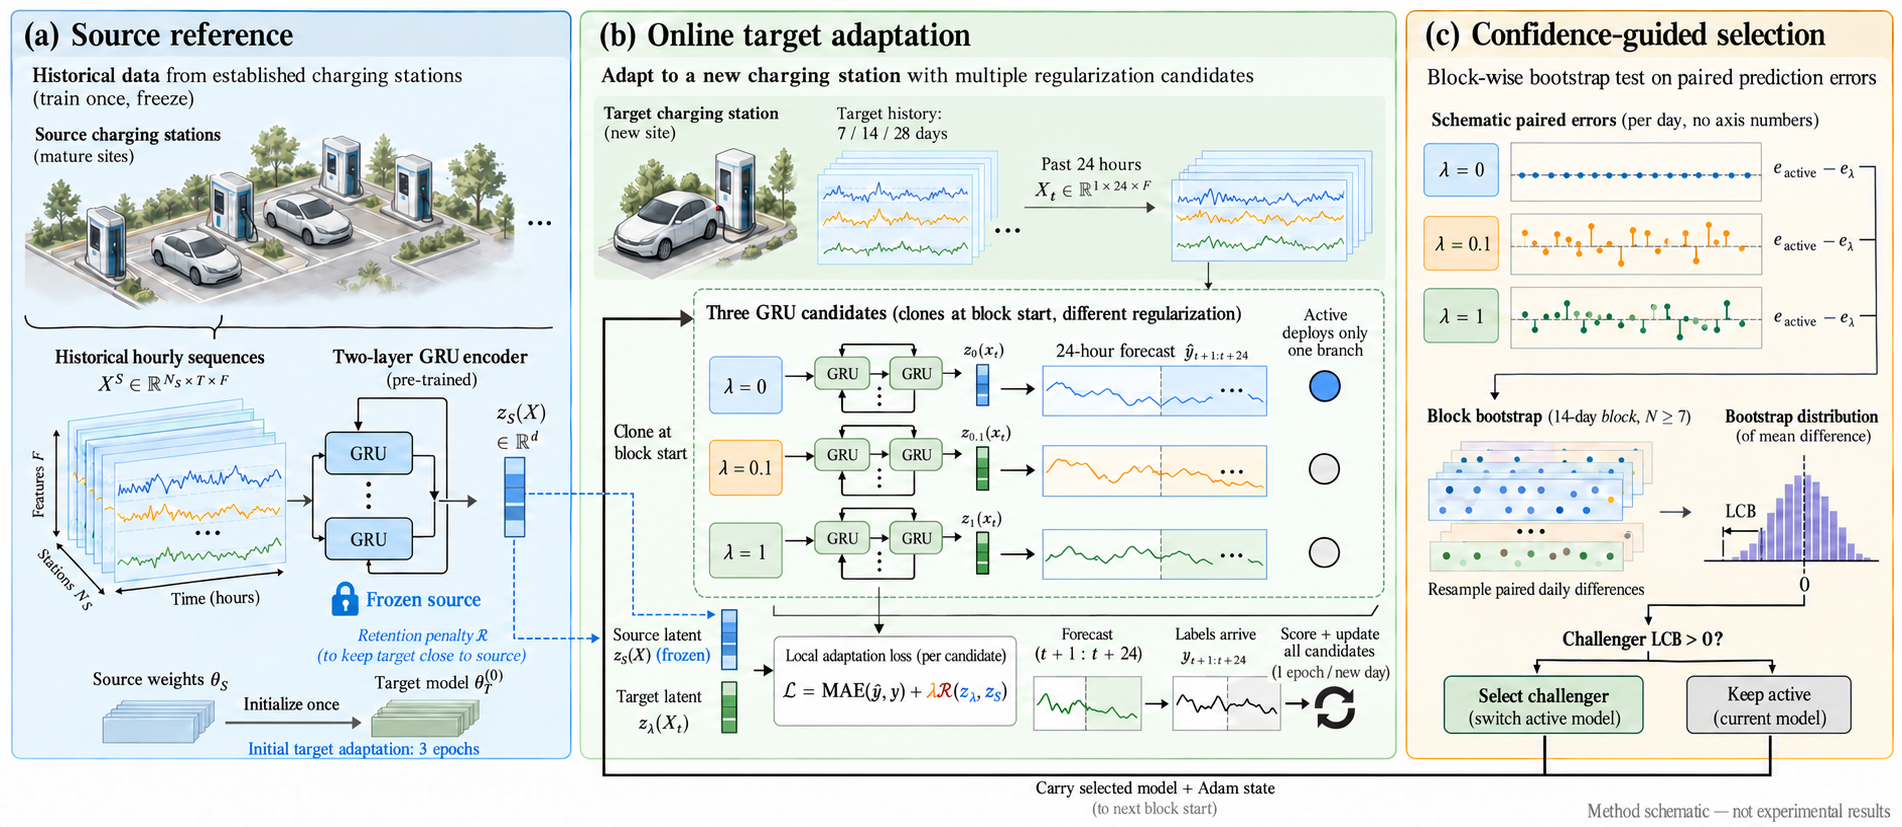 (a) Source reference
Historical data from established charging stations
(train once, freeze)
Source charging stations
(mature sites)
...
Historical hourly sequences
X^S ∈ ℝ^{N_S × T × F}
Features F
Stations N_S
Time (hours)
...
Two-layer GRU encoder
(pre-trained)
GRU
GRU
z_S(X)
∈ ℝ^d
Frozen source
Retention penalty 𝓡
(to keep target close to source)
Source weights θ_S
Initialize once
Target model θ_T^{(0)}
Initial target adaptation: 3 epochs
(b) Online target adaptation
Adapt to a new charging station with multiple regularization candidates
Target charging station
(new site)
Target history:
7 / 14 / 28 days
...
Past 24 hours
X_t ∈ ℝ^{1 × 24 × F}
Three GRU candidates (clones at block start, different regularization)
Active
deploys only
one branch
Clone at
block start
λ = 0
GRU
GRU
z_0(x_t)
24-hour forecast ŷ_{t+1:t+24}
...
λ = 0.1
GRU
GRU
z_{0.1}(x_t)
...
λ = 1
GRU
GRU
z_1(x_t)
...
Source latent
z_S(X) (frozen)
Target latent
z_λ(X_t)
Local adaptation loss (per candidate)
ℒ = MAE(ŷ, y) + λ𝓡(z_λ, z_S)
Forecast
(t + 1 : t + 24)
Labels arrive
y_{t+1:t+24}
Score + update
all candidates
(1 epoch / new day)
Carry selected model + Adam state
(to next block start)
(c) Confidence-guided selection
Block-wise bootstrap test on paired prediction errors
Schematic paired errors (per day, no axis numbers)
λ = 0
e_active − e_λ
λ = 0.1
e_active − e_λ
λ = 1
e_active − e_λ
Block bootstrap (14-day block, N ≥ 7)
...
Resample paired daily differences
Bootstrap distribution
(of mean difference)
LCB
0
Challenger LCB > 0?
Select challenger
(switch active model)
Keep active
(current model)
Method schematic — not experimental results